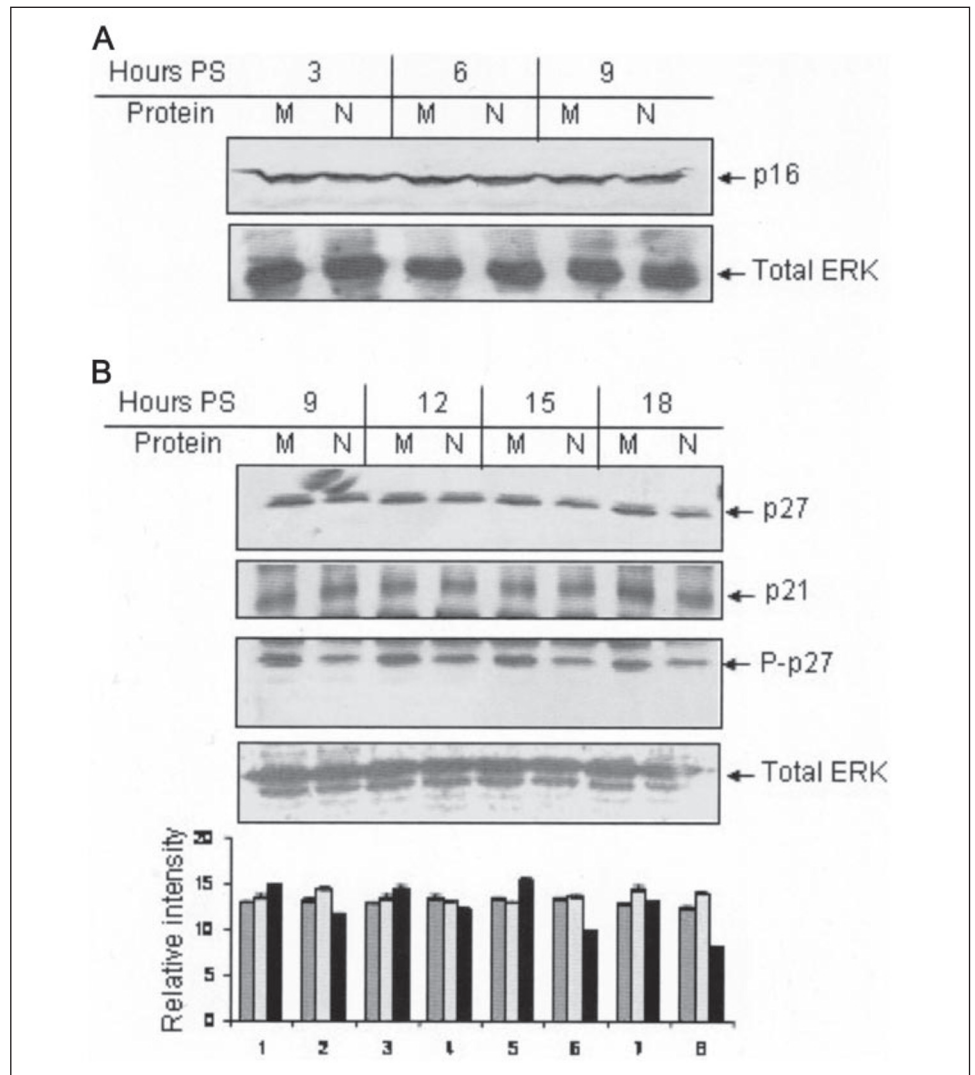 A
Hours PS 3 6 9
Protein M N M N M N
p16
Total ERK
B
Hours PS 9 12 15 18
Protein M N M N M N M N
p27
p21
P-p27
Total ERK
Relative intensity
20
15
10
5
0
1 2 3 4 5 6 7 8